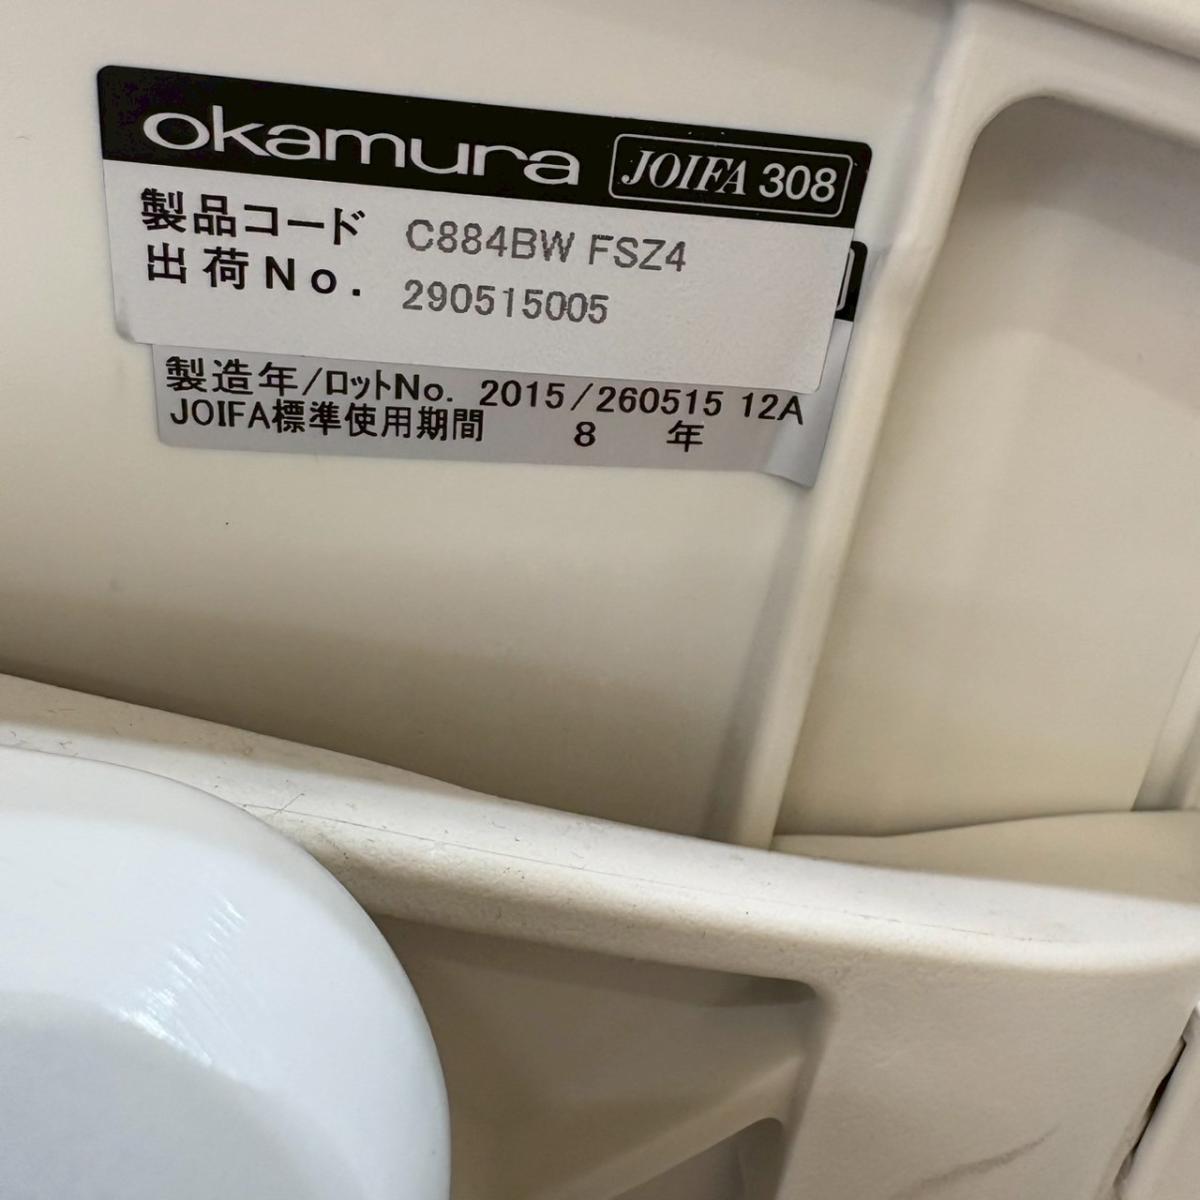 okamura JOIFA 308
製品コード C884BW FSZ4
出荷No. 290515005
製造年/ロットNo. 2015/260515 12A
JOIFA標準使用期間 8 年